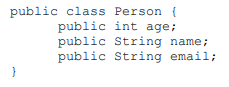 public class Person {
      public int age;
      public String name;
      public String email;
}